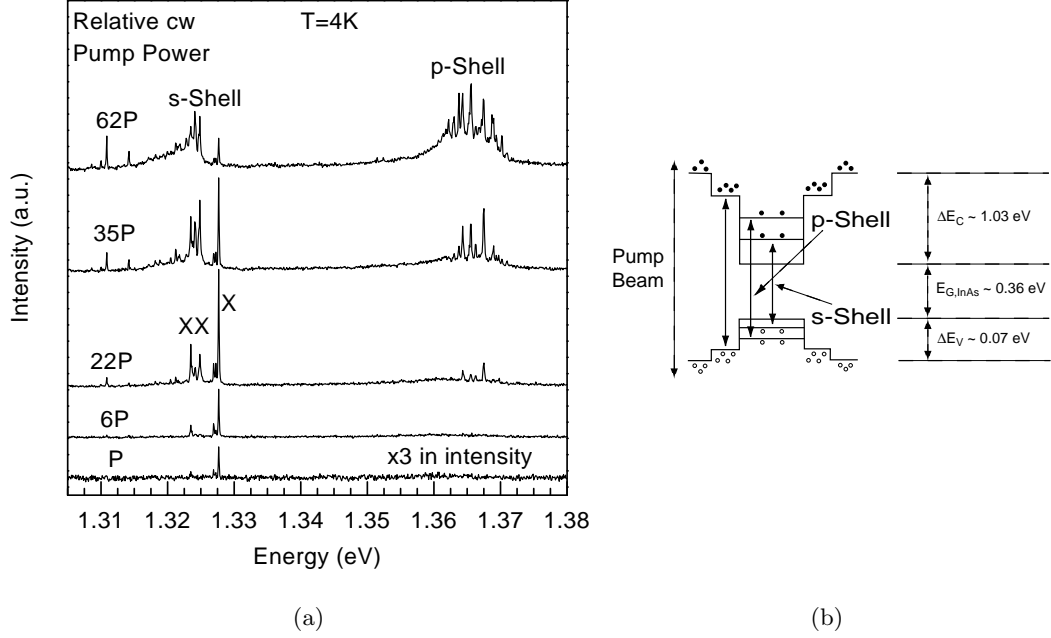 Relative cw T=4K
Pump Power
s-Shell
p-Shell
62P
35P
X
XX
22P
6P
P
x3 in intensity
Intensity (a.u.)
1.31 1.32 1.33 1.34 1.35 1.36 1.37 1.38
Energy (eV)
(a)
Pump
Beam
p-Shell
s-Shell
ΔE_C ~ 1.03 eV
E_G,InAs ~ 0.36 eV
ΔE_V ~ 0.07 eV
(b)